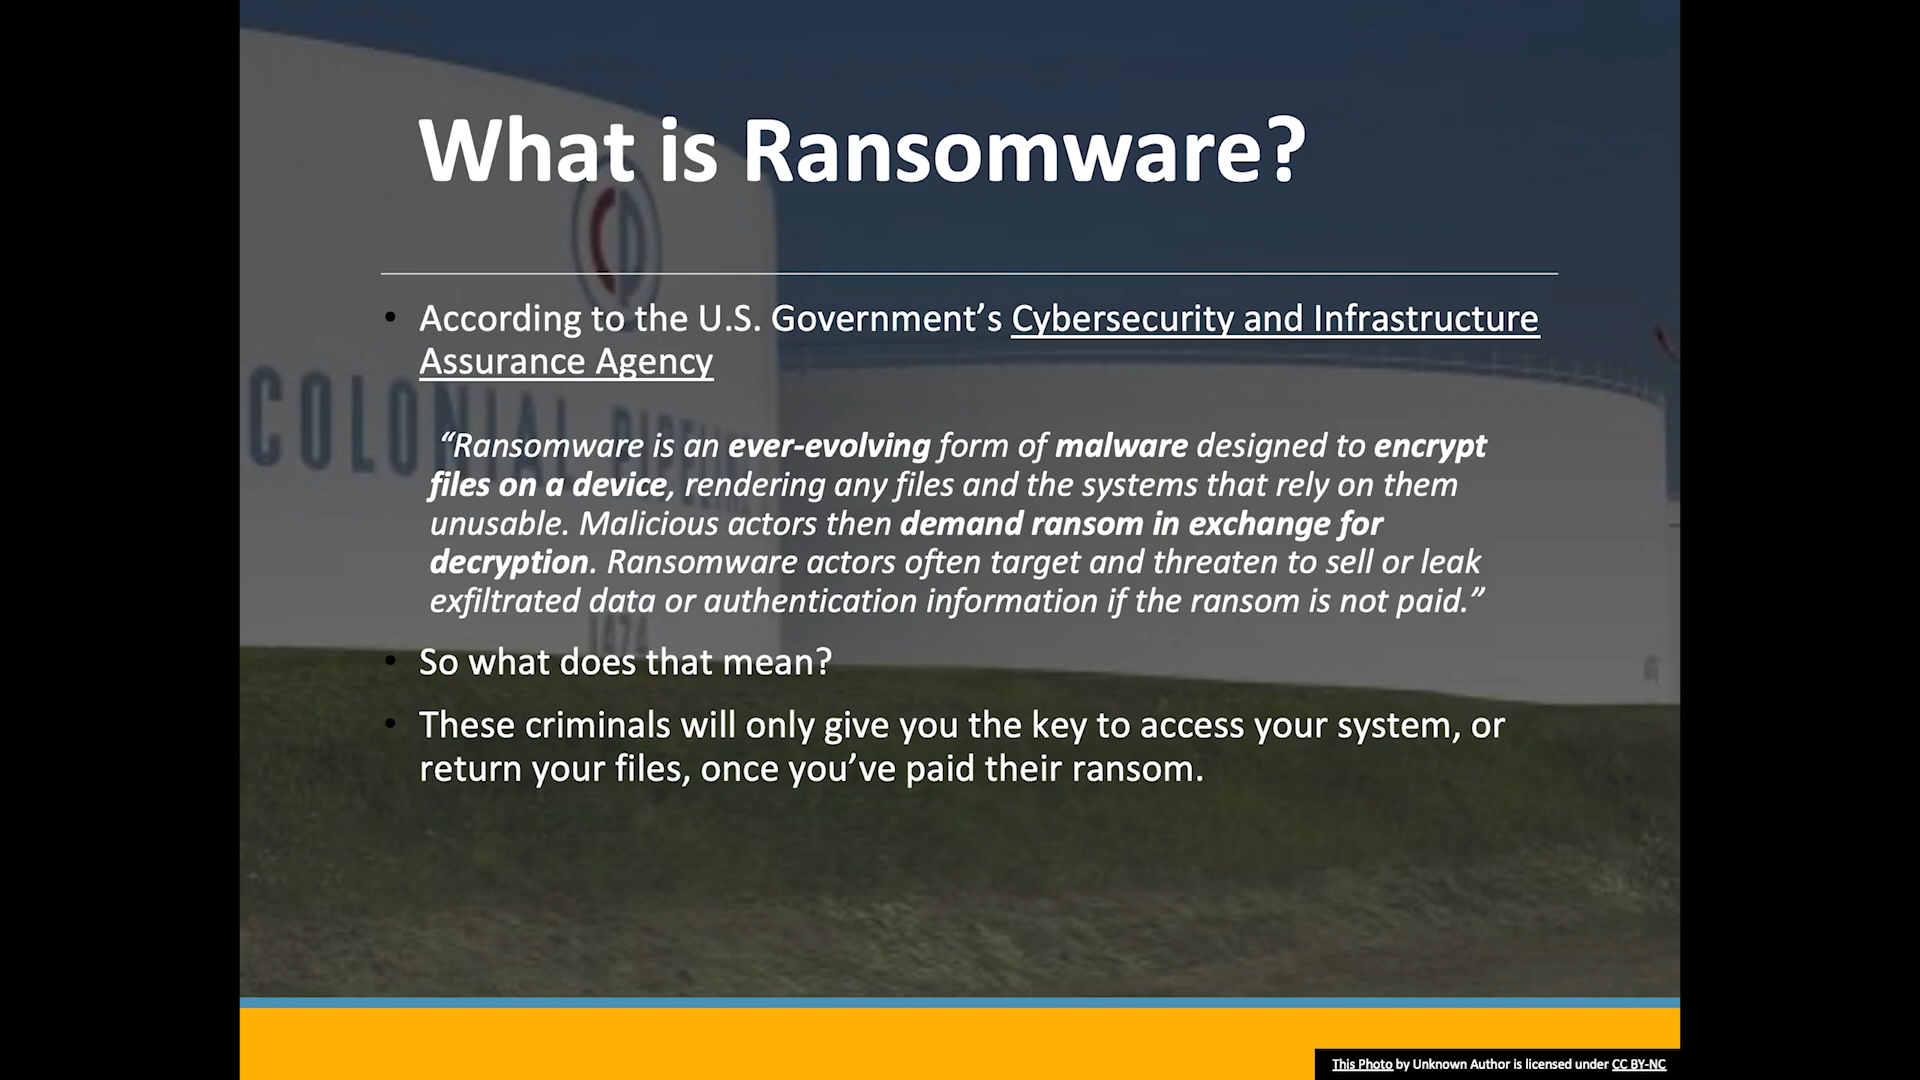 What is Ransomware?
• According to the U.S. Government’s Cybersecurity and Infrastructure
Assurance Agency
“Ransomware is an ever-evolving form of malware designed to encrypt
files on a device, rendering any files and the systems that rely on them
unusable. Malicious actors then demand ransom in exchange for
decryption. Ransomware actors often target and threaten to sell or leak
exfiltrated data or authentication information if the ransom is not paid.”
• So what does that mean?
• These criminals will only give you the key to access your system, or
return your files, once you’ve paid their ransom.
COLONIAL PIPELINE
This Photo by Unknown Author is licensed under CC BY-NC